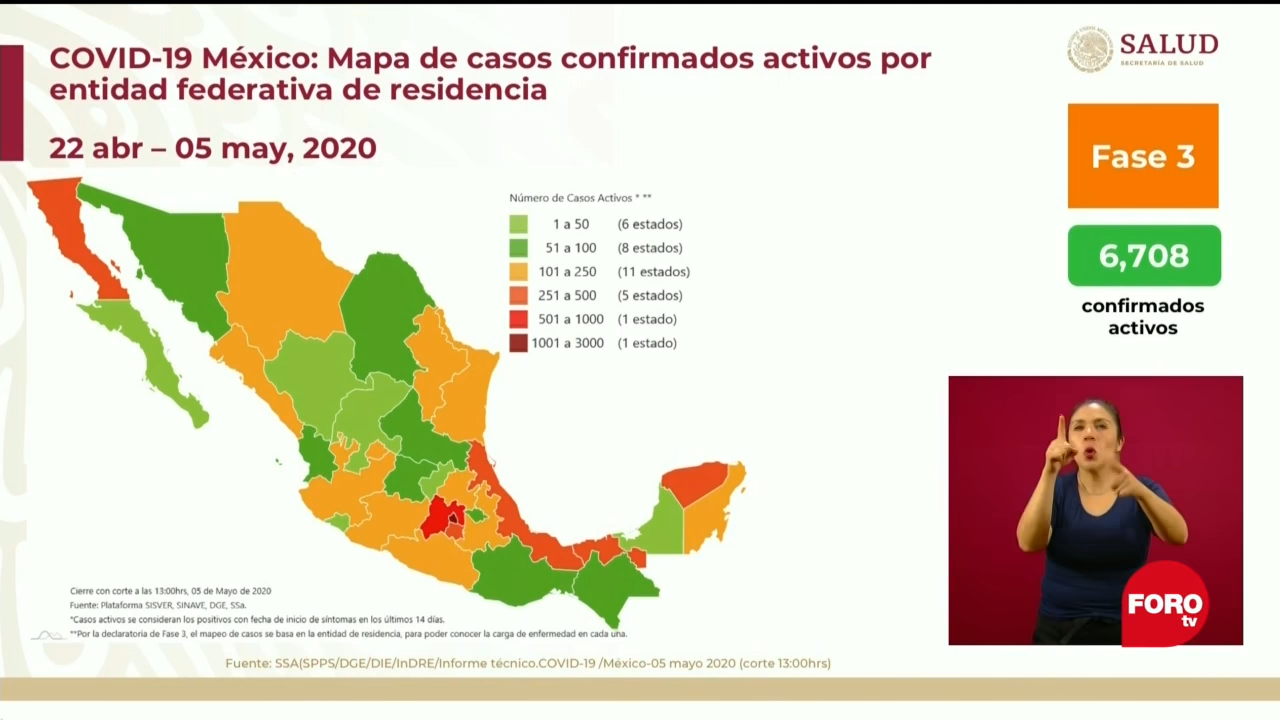 COVID-19 México: Mapa de casos confirmados activos por
entidad federativa de residencia
22 abr – 05 may, 2020
SALUD
SECRETARÍA DE SALUD
Fase 3
6,708
confirmados
activos
Número de Casos Activos * **
1 a 50 (6 estados)
51 a 100 (8 estados)
101 a 250 (11 estados)
251 a 500 (5 estados)
501 a 1000 (1 estado)
1001 a 3000 (1 estado)
Cierre con corte a las 13:00hrs, 05 de Mayo de 2020
Fuente: Plataforma SISVER, SINAVE, DGE, SSa.
*Casos activos se consideran los positivos con fecha de inicio de síntomas en los últimos 14 días.
**Por la declaratoria de Fase 3, el mapeo de casos se basa en la entidad de residencia, para poder conocer la carga de enfermedad en cada una.
Fuente: SSA(SPPS/DGE/DIE/InDRE/Informe técnico.COVID-19 /México-05 mayo 2020 (corte 13:00hrs)
FORO
tv